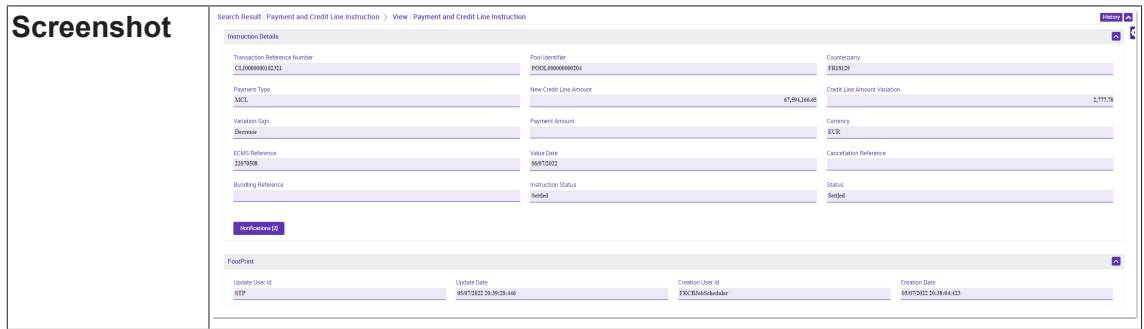 Screenshot
Search Result : Payment and Credit Line Instruction > View : Payment and Credit Line Instruction
History
Instruction Details
Transaction Reference Number Pool Identifier Counterparty
CLI0000000102321 POOL000000000204 FR18129
Payment Type New Credit Line Amount Credit Line Amount Variation
MCL 67,594,166.65 2,777.78
Variation Sign Payment Amount Currency
Decrease EUR
ECMS Reference Value Date Cancellation Reference
22070508 06/07/2022
Bundling Reference Instruction Status Status
Settled Settled
Notifications [2]
FootPrint
Update User Id Update Date Creation User Id Creation Date
STP 05/07/2022 20:39:28:446 FRCBJobScheduler 05/07/2022 20:38:04:423